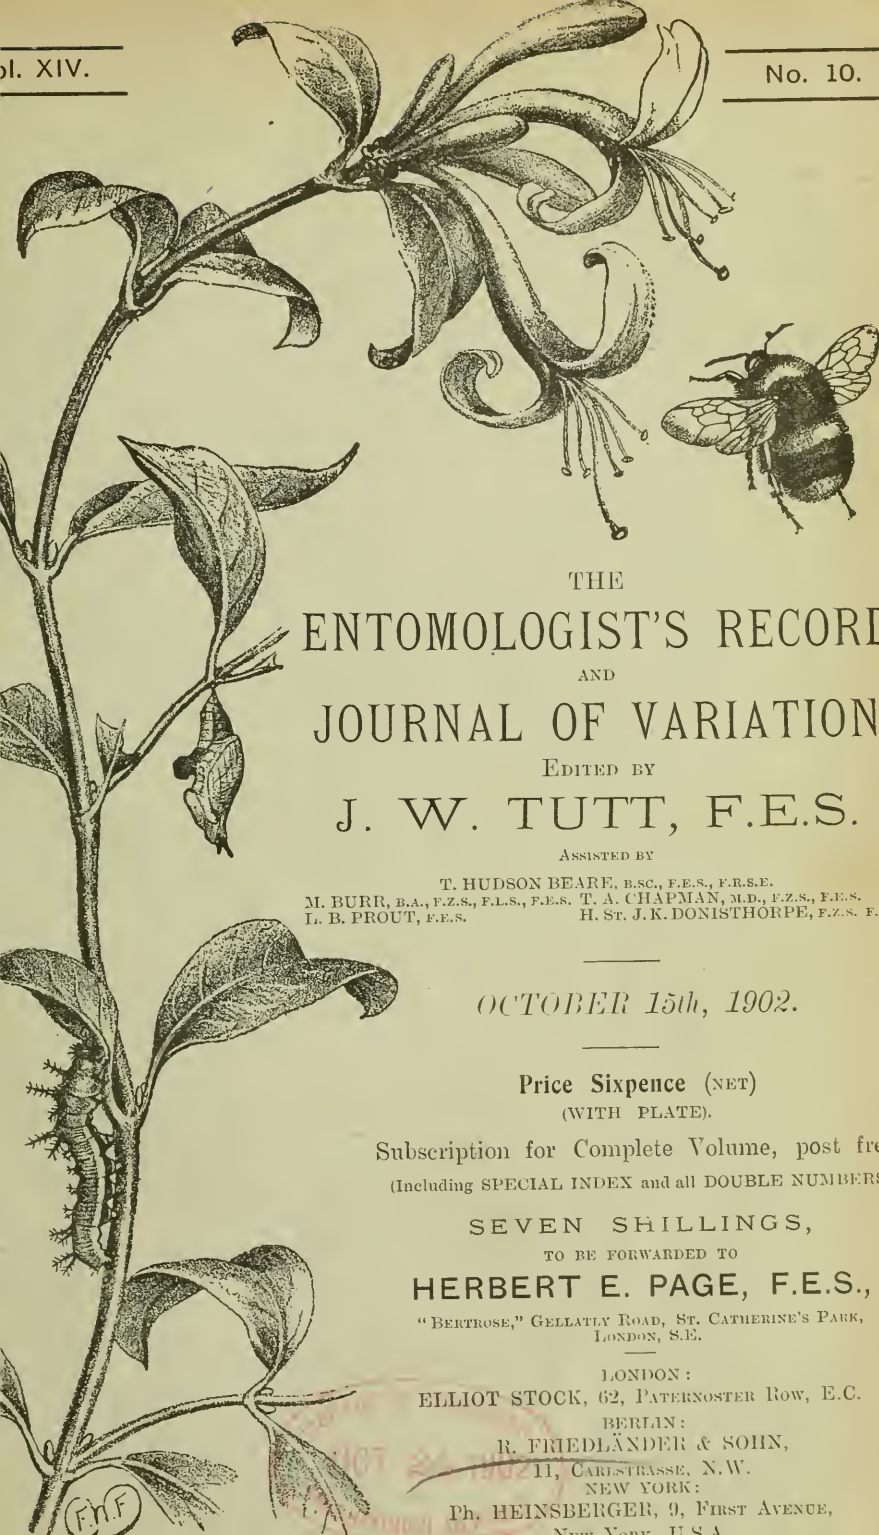 ol. XIV.
No. 10.
THE
ENTOMOLOGIST'S RECORD
AND
JOURNAL OF VARIATION
EDITED BY
J. W. TUTT, F.E.S.
ASSISTED BY
T. HUDSON BEARE, B.SC., F.E.S., F.R.S.E.
M. BURR, B.A., F.Z.S., F.L.S., F.E.S. T. A. CHAPMAN, M.D., F.Z.S., F.E.S.
L. B. PROUT, F.E.S. H. ST. J. K. DONISTHORPE, F.Z.S. F.
OCTOBER 15th, 1902.
Price Sixpence (NET)
(WITH PLATE).
Subscription for Complete Volume, post fre
(Including SPECIAL INDEX and all DOUBLE NUMBERS
SEVEN SHILLINGS,
TO BE FORWARDED TO
HERBERT E. PAGE, F.E.S.,
"BERTROSE," GELLATLY ROAD, ST. CATHERINE'S PARK,
LONDON, S.E.
LONDON:
ELLIOT STOCK, 62, PATERNOSTER ROW, E.C.
BERLIN:
R. FRIEDLÄNDER & SOHN,
11, CARLSTRASSE, N.W.
NEW YORK:
Ph. HEINSBERGER, 9, FIRST AVENUE,
New York, U.S.A.